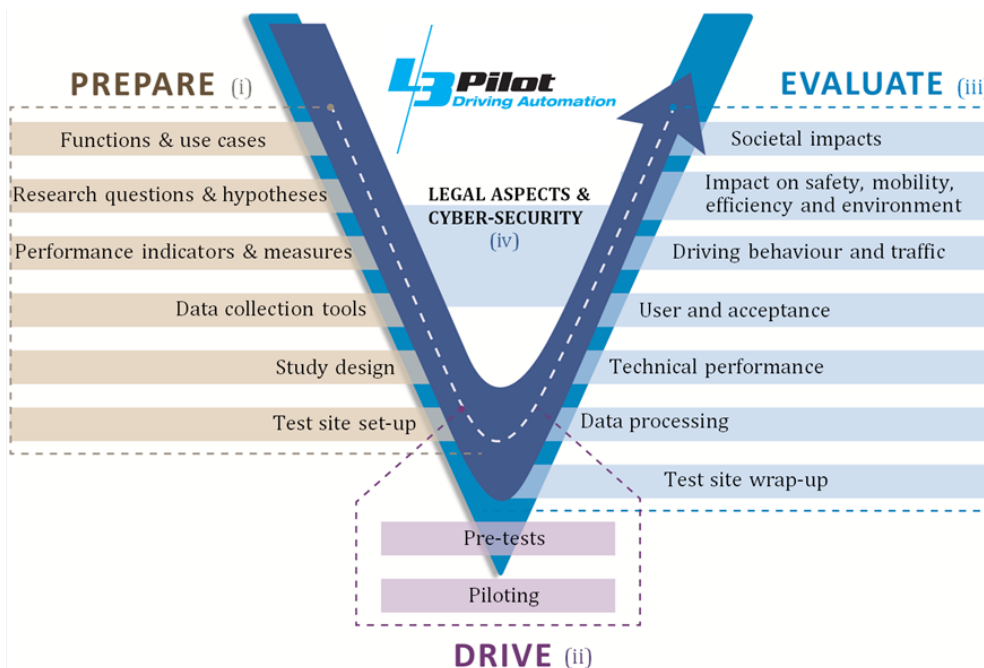 PREPARE (i)
Functions & use cases
Research questions & hypotheses
Performance indicators & measures
Data collection tools
Study design
Test site set-up
L3Pilot
Driving Automation
LEGAL ASPECTS &
CYBER-SECURITY
(iv)
EVALUATE (iii)
Societal impacts
Impact on safety, mobility,
efficiency and environment
Driving behaviour and traffic
User and acceptance
Technical performance
Data processing
Test site wrap-up
Pre-tests
Piloting
DRIVE (ii)